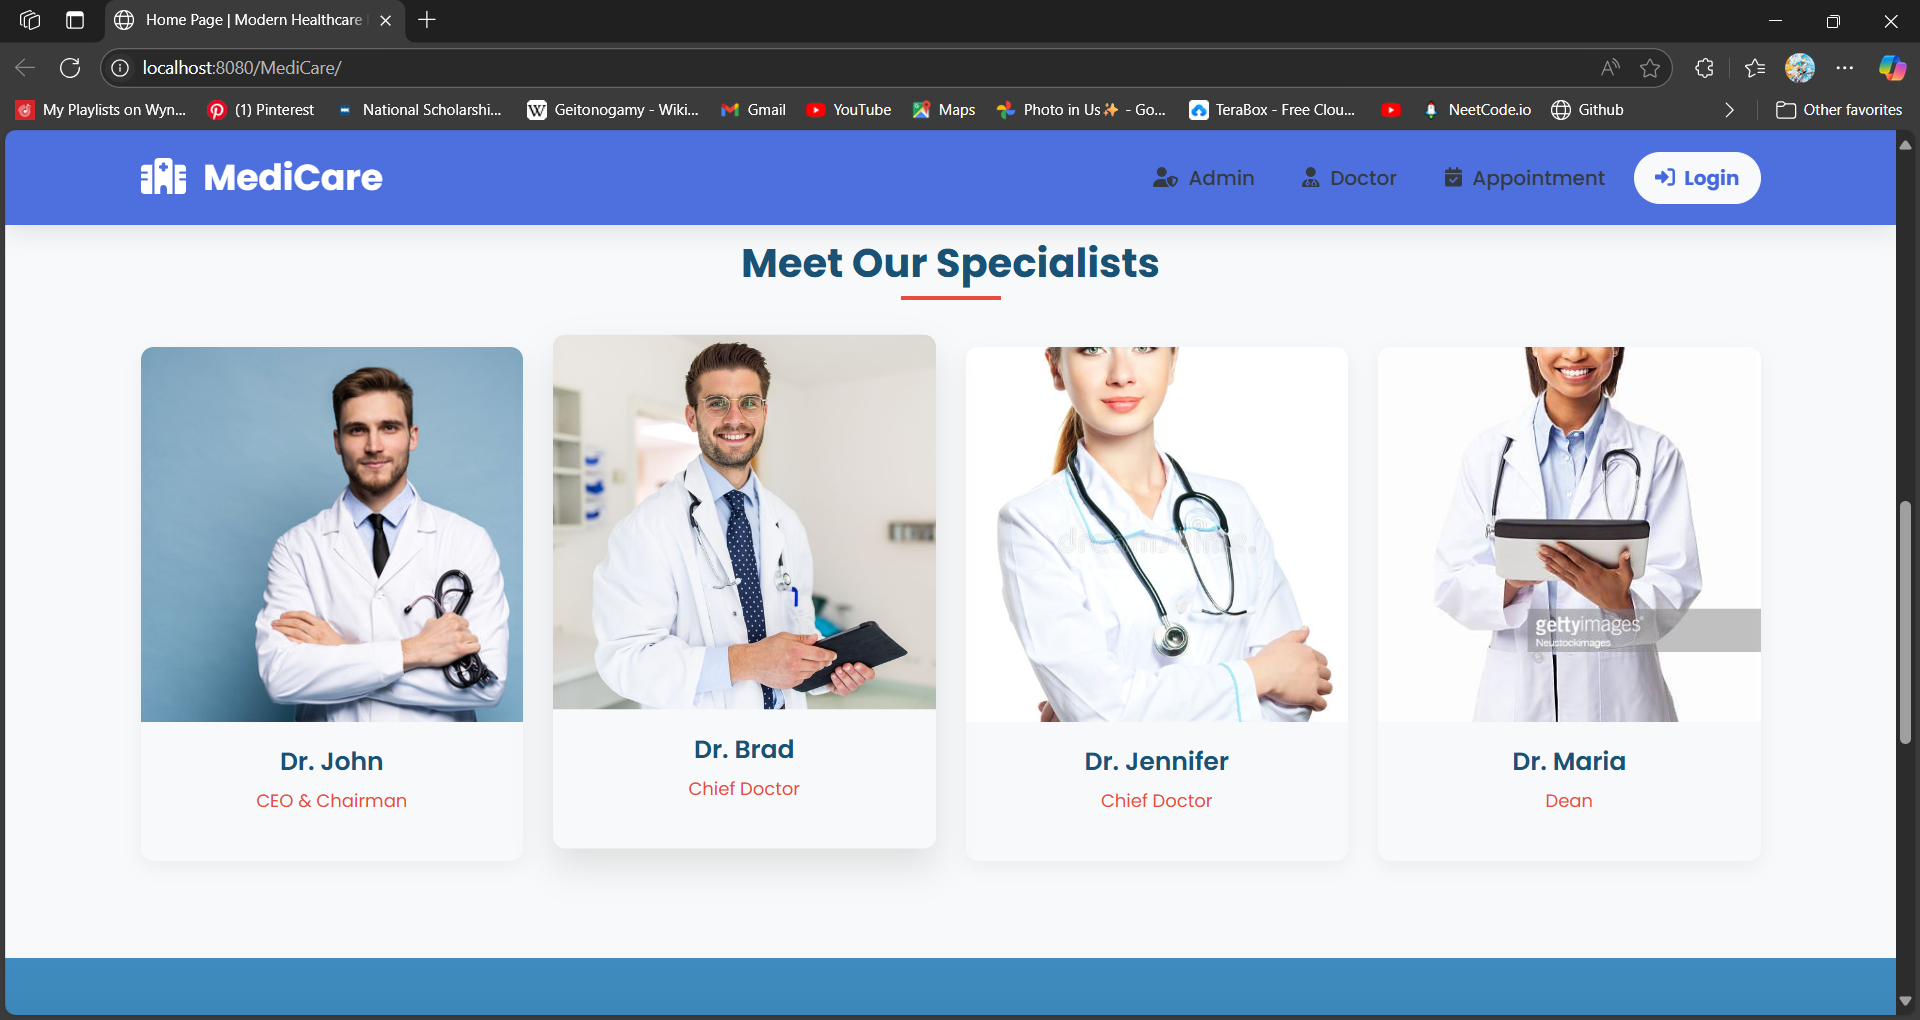 Home Page | Modern Healthcare
localhost:8080/MediCare/
My Playlists on Wyn...
(1) Pinterest
National Scholarshi...
Geitonogamy - Wiki...
Gmail
YouTube
Maps
Photo in Us✨ - Go...
TeraBox - Free Clou...
NeetCode.io
Github
Other favorites
MediCare
Admin
Doctor
Appointment
Login
Meet Our Specialists
gettyimages®
Neustockimages
Dr. John
CEO & Chairman
Dr. Brad
Chief Doctor
Dr. Jennifer
Chief Doctor
Dr. Maria
Dean